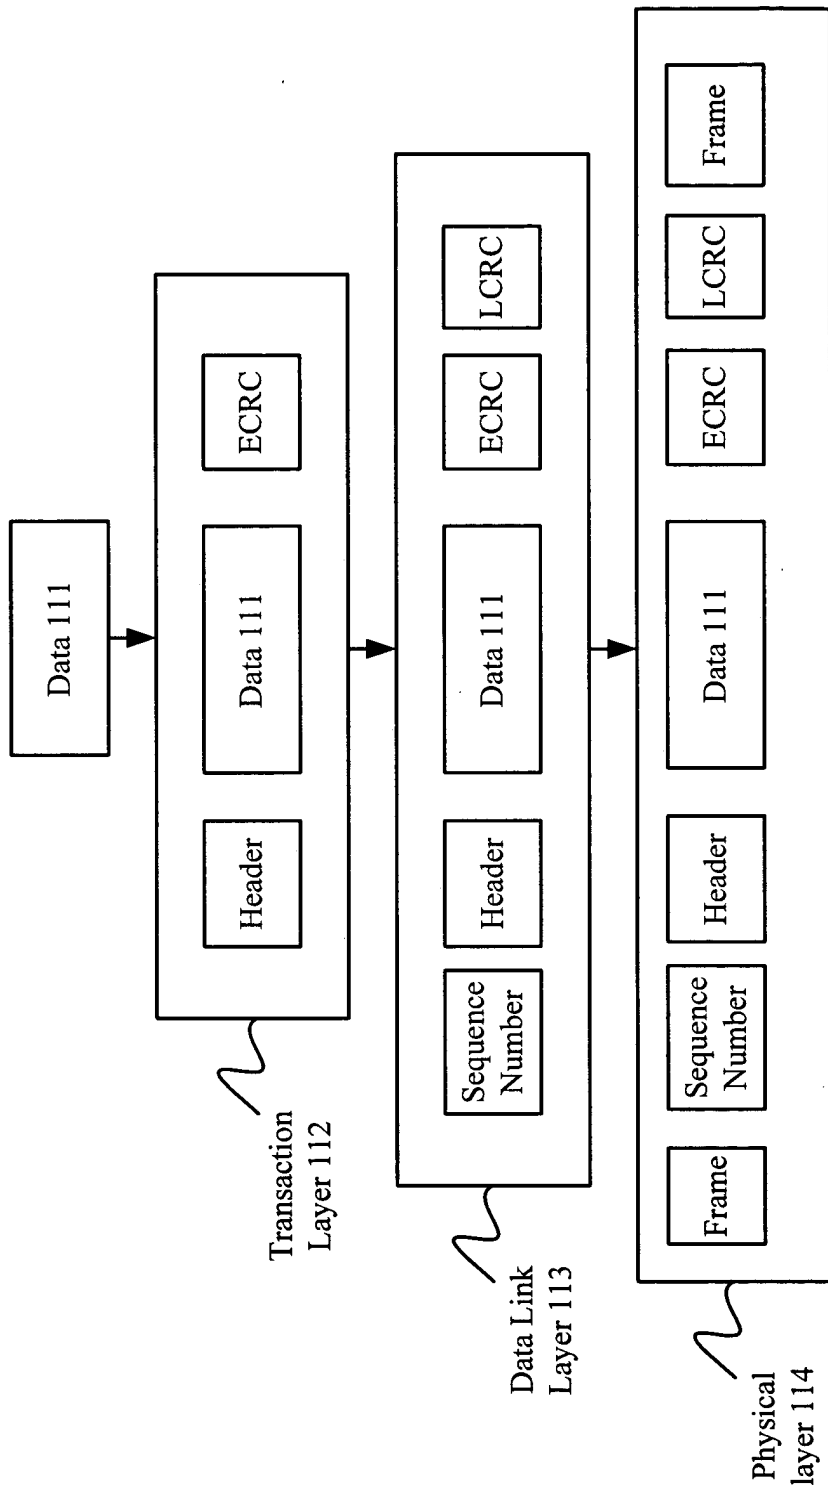 Data 111
Header
Data 111
ECRC
Transaction
Layer 112
Sequence
Number
Header
Data 111
ECRC
LCRC
Data Link
Layer 113
Frame
Sequence
Number
Header
Data 111
ECRC
LCRC
Frame
Physical
layer 114